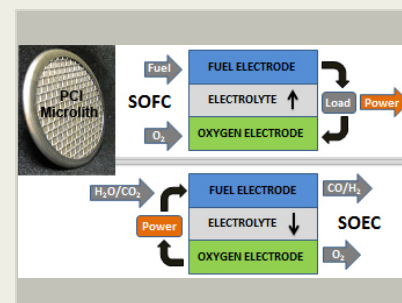 PCI
Microlith
SOFC
Fuel
O₂
FUEL ELECTRODE
ELECTROLYTE
OXYGEN ELECTRODE
Load
Power
H₂O/CO₂
Power
FUEL ELECTRODE
ELECTROLYTE
OXYGEN ELECTRODE
CO/H₂
SOEC
O₂